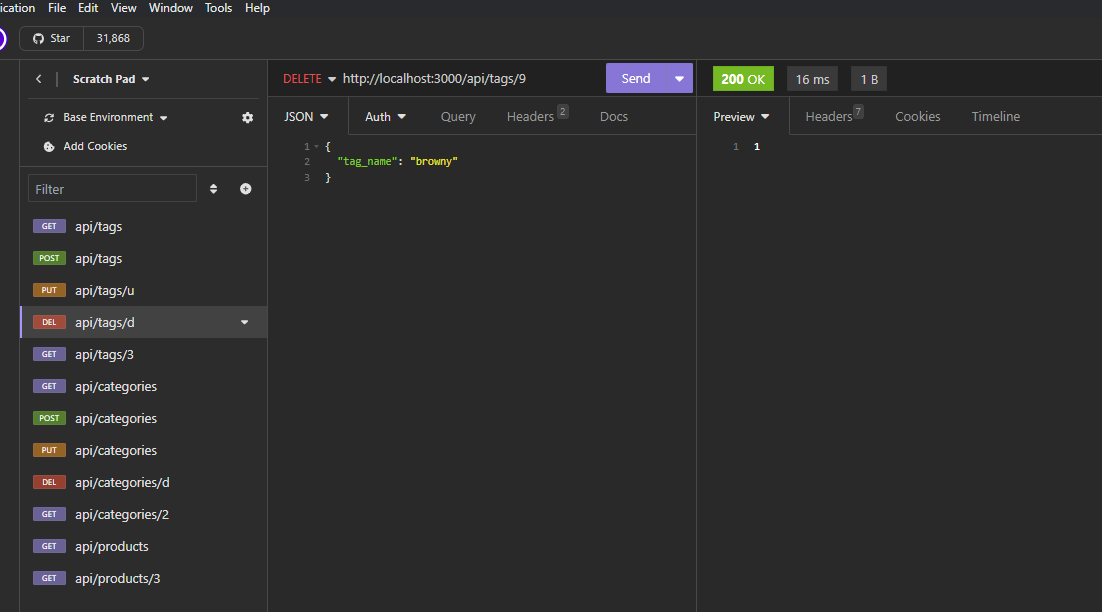 ication File Edit View Window Tools Help
Star 31,868
Scratch Pad
Base Environment
Add Cookies
Filter
GET api/tags
POST api/tags
PUT api/tags/u
DEL api/tags/d
GET api/tags/3
GET api/categories
POST api/categories
PUT api/categories
DEL api/categories/d
GET api/categories/2
GET api/products
GET api/products/3
DELETE http://localhost:3000/api/tags/9 Send
JSON Auth Query Headers 2 Docs
1 {
2 "tag_name": "browny"
3 }
200 OK 16 ms 1 B
Preview Headers 7 Cookies Timeline
1 1